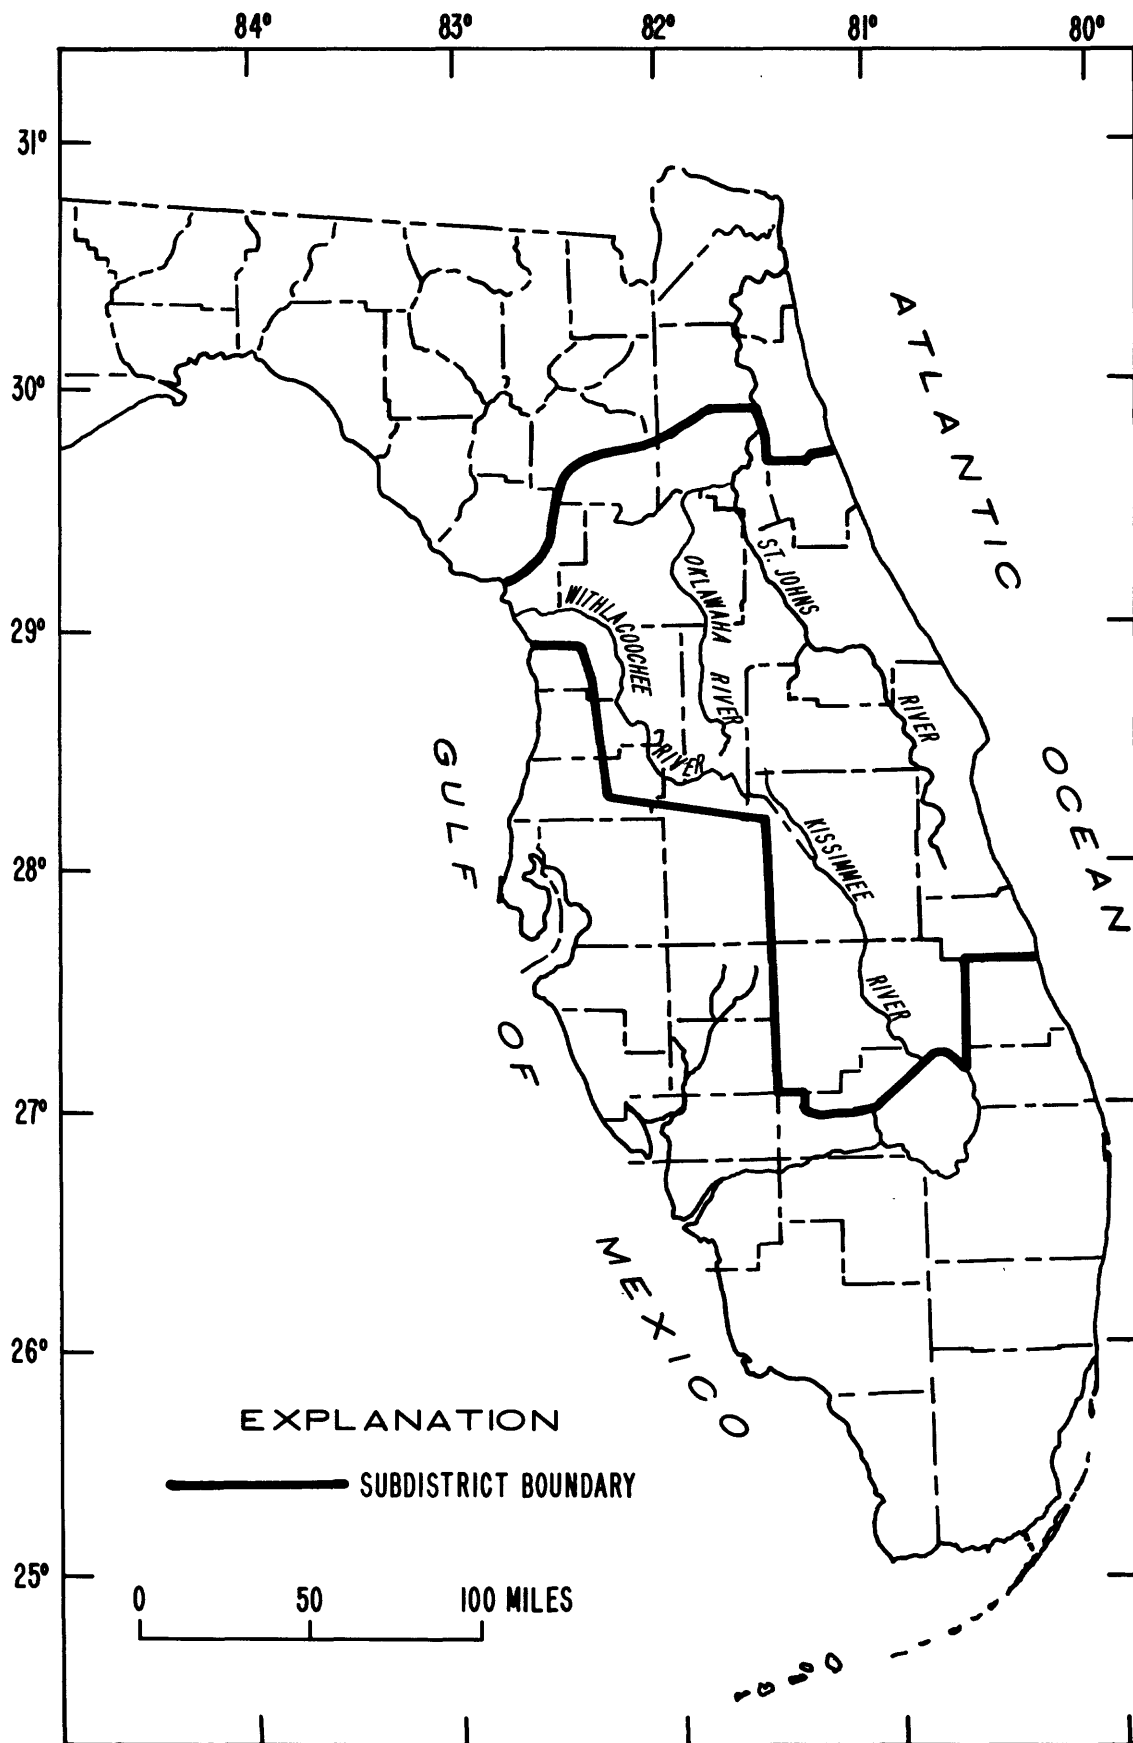 84° 83° 82° 81° 80°
31°
30°
29°
28°
27°
26°
25°
ATLANTIC
OCEAN
GULF
OF
MEXICO
ST. JOHNS
RIVER
OKLAWAHA
RIVER
WITHLACOOCHEE
RIVER
KISSIMMEE
RIVER
EXPLANATION
SUBDISTRICT BOUNDARY
0 50 100 MILES